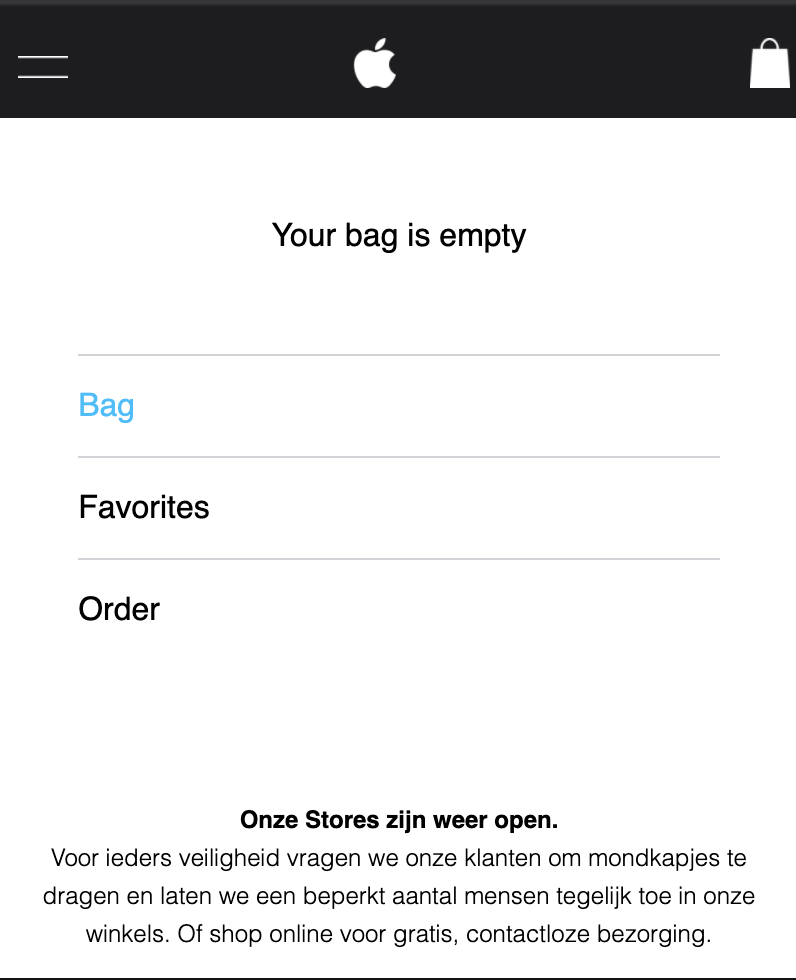 Your bag is empty
Bag
Favorites
Order
Onze Stores zijn weer open.
Voor ieders veiligheid vragen we onze klanten om mondkapjes te
dragen en laten we een beperkt aantal mensen tegelijk toe in onze
winkels. Of shop online voor gratis, contactloze bezorging.